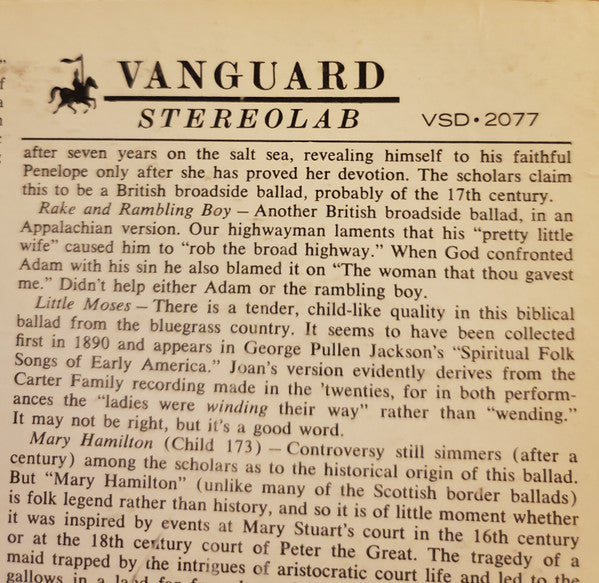 VANGUARD
STEREOLAB VSD • 2077
after seven years on the salt sea, revealing himself to his faithful
Penelope only after she has proved her devotion. The scholars claim
this to be a British broadside ballad, probably of the 17th century.
Rake and Rambling Boy – Another British broadside ballad, in an
Appalachian version. Our highwayman laments that his "pretty little
wife" caused him to "rob the broad highway." When God confronted
Adam with his sin he also blamed it on "The woman that thou gavest
me." Didn't help either Adam or the rambling boy.
Little Moses – There is a tender, child-like quality in this biblical
ballad from the bluegrass country. It seems to have been collected
first in 1890 and appears in George Pullen Jackson's "Spiritual Folk
Songs of Early America." Joan's version evidently derives from the
Carter Family recording made in the 'twenties, for in both perform-
ances the "ladies were winding their way" rather than "wending."
It may not be right, but it's a good word.
Mary Hamilton (Child 173) – Controversy still simmers (after a
century) among the scholars as to the historical origin of this ballad.
But "Mary Hamilton" (unlike many of the Scottish border ballads)
is folk legend rather than history, and so it is of little moment whether
it was inspired by events at Mary Stuart's court in the 16th century
or at the 18th century court of Peter the Great. The tragedy of a
maid trapped by the intrigues of aristocratic court life and led to the
gallows in a